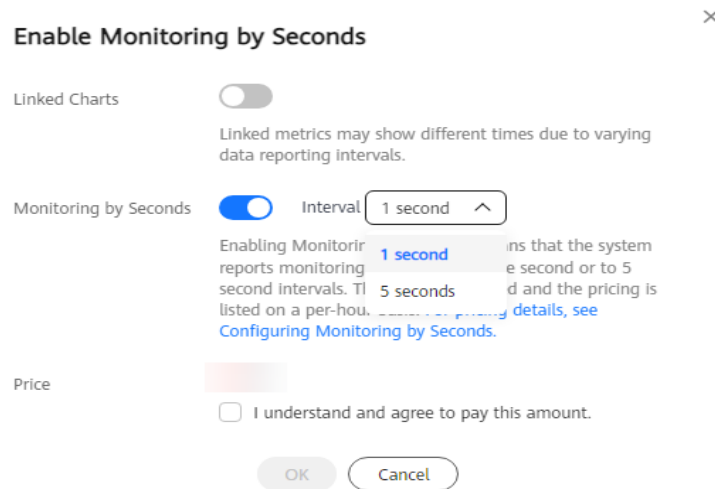 Enable Monitoring by Seconds
Linked Charts
Linked metrics may show different times due to varying
data reporting intervals.
Monitoring by Seconds Interval 1 second
1 second
5 seconds
Enabling Monitorin ns that the system
reports monitoring e second or to 5
second intervals. d and the pricing is
listed on a per-hour pricing details, see
Configuring Monitoring by Seconds.
Price
I understand and agree to pay this amount.
OK Cancel